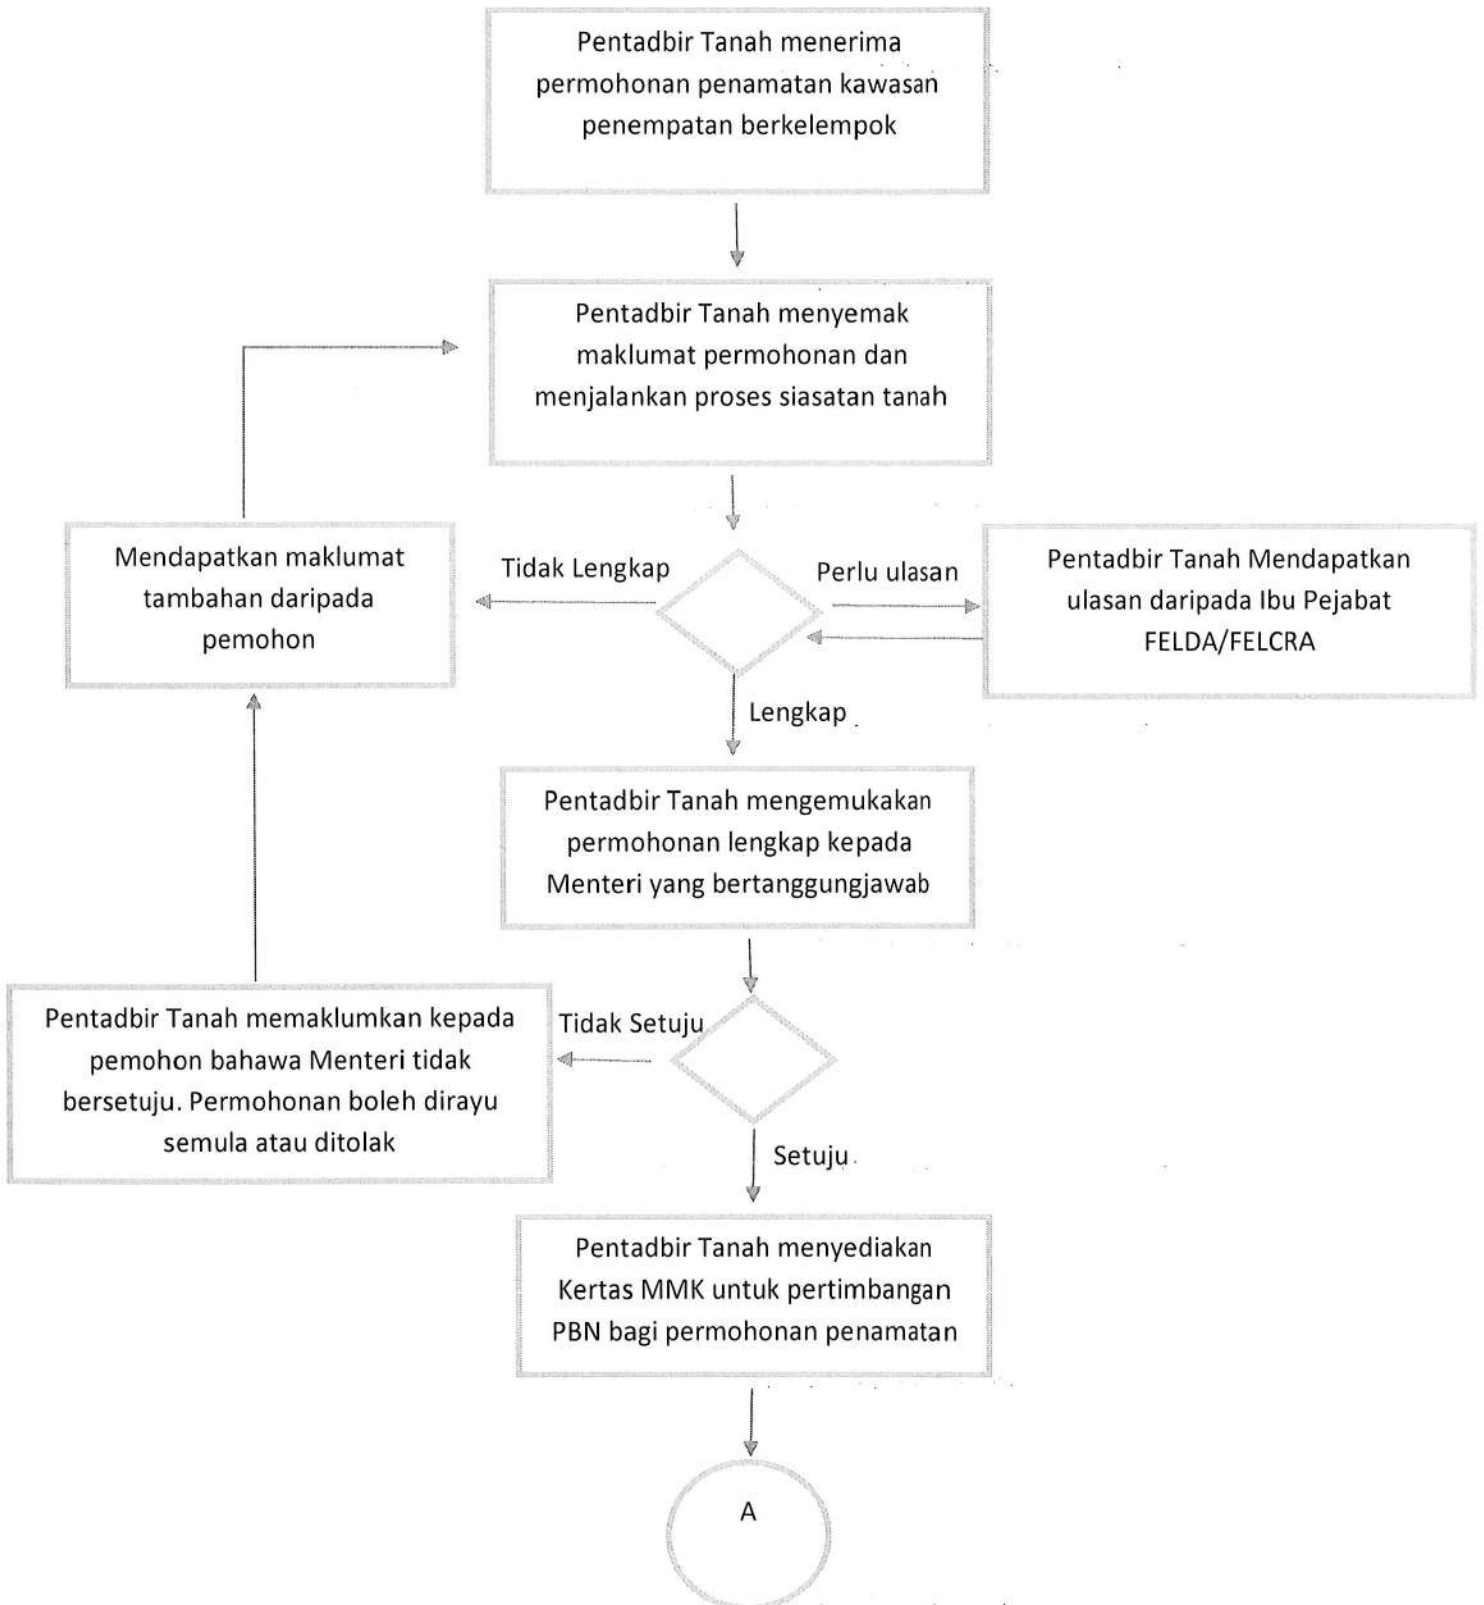 Pentadbir Tanah menerima
permohonan penamatan kawasan
penempatan berkelempok
Pentadbir Tanah menyemak
maklumat permohonan dan
menjalankan proses siasatan tanah
Mendapatkan maklumat
tambahan daripada
pemohon
Tidak Lengkap
Perlu ulasan
Pentadbir Tanah Mendapatkan
ulasan daripada Ibu Pejabat
FELDA/FELCRA
Lengkap
Pentadbir Tanah mengemukakan
permohonan lengkap kepada
Menteri yang bertanggungjawab
Pentadbir Tanah memaklumkan kepada
pemohon bahawa Menteri tidak
bersetuju. Permohonan boleh dirayu
semula atau ditolak
Tidak Setuju
Setuju
Pentadbir Tanah menyediakan
Kertas MMK untuk pertimbangan
PBN bagi permohonan penamatan
A